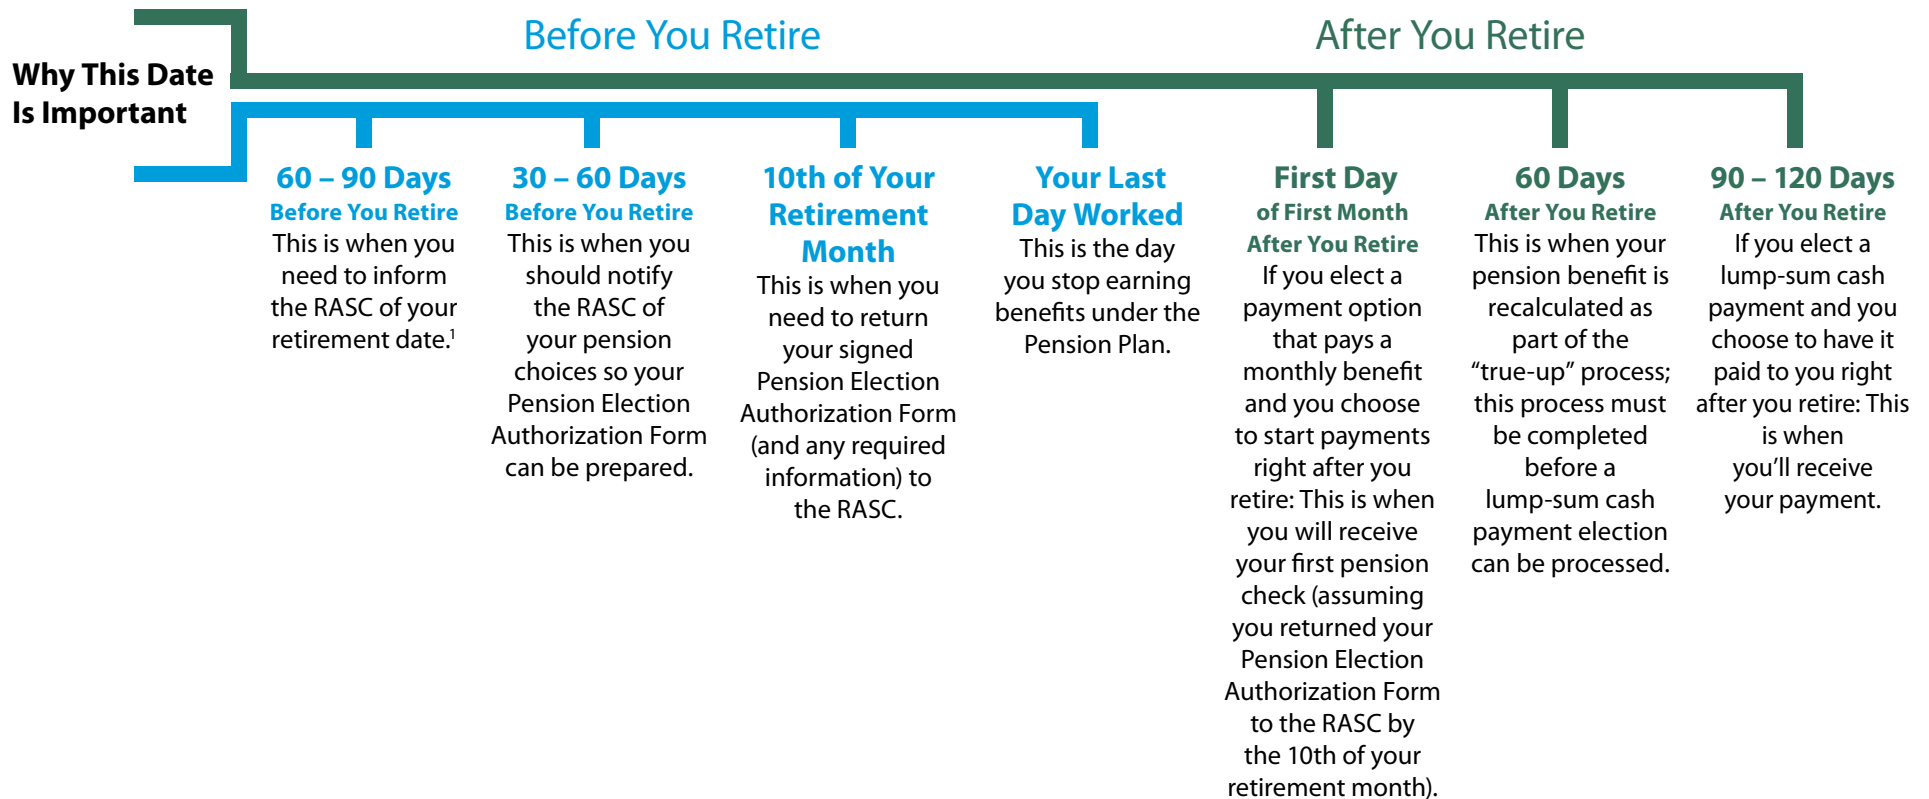 Before You Retire
After You Retire
Why This Date
Is Important
60 – 90 Days
Before You Retire
This is when you
need to inform
the RASC of your
retirement date.¹
30 – 60 Days
Before You Retire
This is when you
should notify
the RASC of
your pension
choices so your
Pension Election
Authorization Form
can be prepared.
10th of Your
Retirement
Month
This is when you
need to return
your signed
Pension Election
Authorization Form
(and any required
information) to
the RASC.
Your Last
Day Worked
This is the day
you stop earning
benefits under the
Pension Plan.
First Day
of First Month
After You Retire
If you elect a
payment option
that pays a
monthly benefit
and you choose
to start payments
right after you
retire: This is when
you will receive
your first pension
check (assuming
you returned your
Pension Election
Authorization Form
to the RASC by
the 10th of your
retirement month).
60 Days
After You Retire
This is when your
pension benefit is
recalculated as
part of the
“true-up” process;
this process must
be completed
before a
lump-sum cash
payment election
can be processed.
90 – 120 Days
After You Retire
If you elect a
lump-sum cash
payment and you
choose to have it
paid to you right
after you retire: This
is when
you’ll receive
your payment.